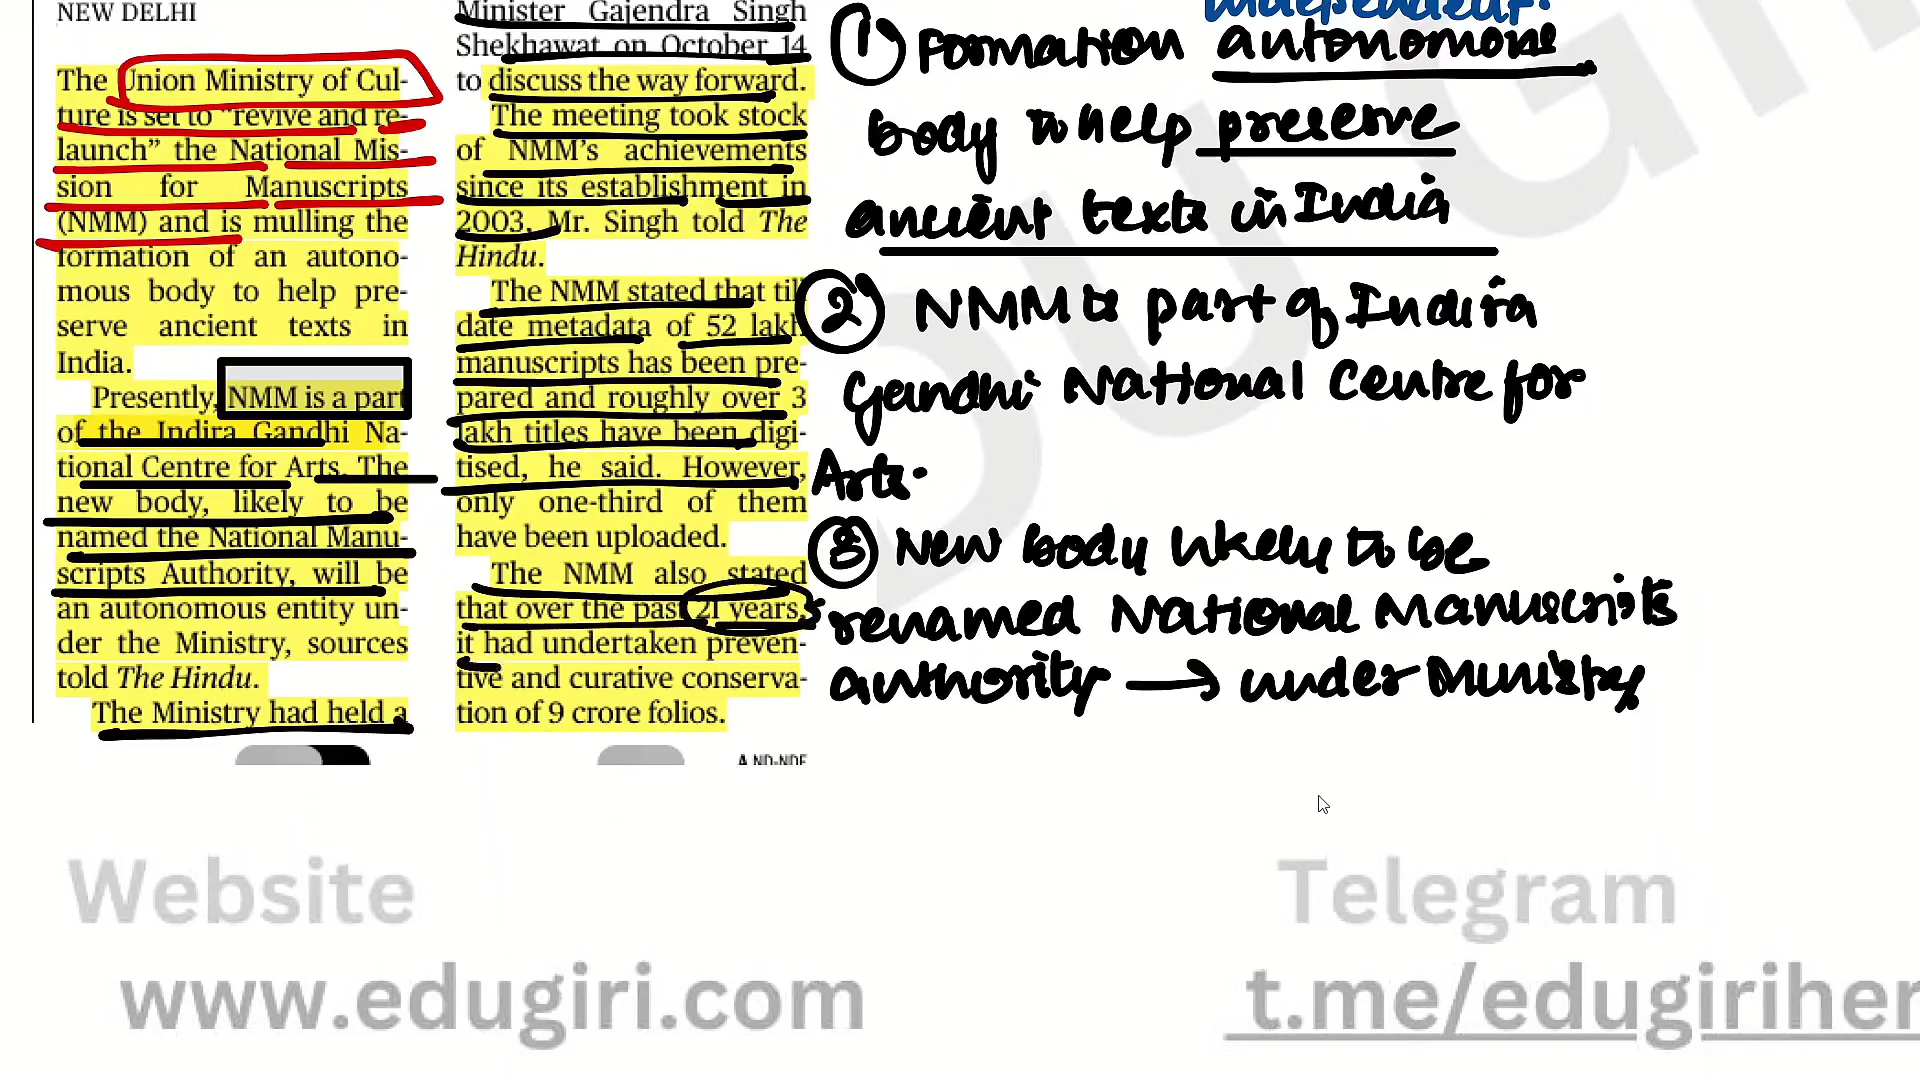 NEW DELHI
The Union Ministry of Cul-
ture is set to “revive and re-
launch” the National Mis-
sion for Manuscripts
(NMM) and is mulling the
formation of an autono-
mous body to help pre-
serve ancient texts in
India.
Presently, NMM is a part
of the Indira Gandhi Na-
tional Centre for Arts. The
new body, likely to be
named the National Manu-
scripts Authority, will be
an autonomous entity un-
der the Ministry, sources
told The Hindu.
The Ministry had held a
Minister Gajendra Singh
Shekhawat on October 14
to discuss the way forward.
The meeting took stock
of NMM’s achievements
since its establishment in
2003, Mr. Singh told The
Hindu.
The NMM stated that till
date metadata of 52 lakh
manuscripts has been pre-
pared and roughly over 3
lakh titles have been digi-
tised, he said. However,
only one-third of them
have been uploaded.
The NMM also stated
that over the past 21 years,
it had undertaken preven-
tive and curative conserva-
tion of 9 crore folios.
A ND-NDE
independent.
① Formation autonomous
body to help preserve
ancient texts in India
② NMM is part of Indira
Gandhi National Centre for
Arts.
③ New body likely to be
renamed National Manuscripts
authority → under Ministry
Website
www.edugiri.com
Telegram
t.me/edugiriher